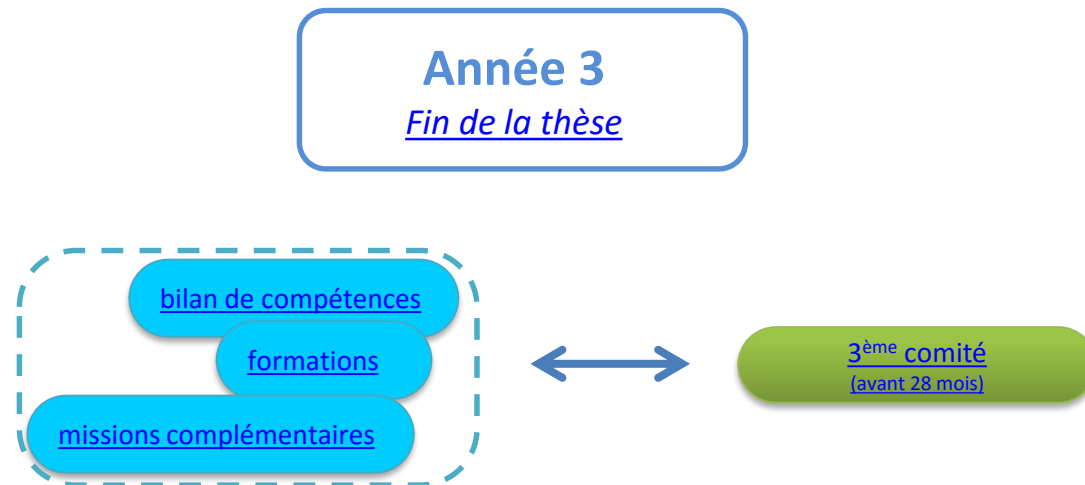 Année 3
Fin de la thèse
bilan de compétences
formations
missions complémentaires
3ème comité
(avant 28 mois)